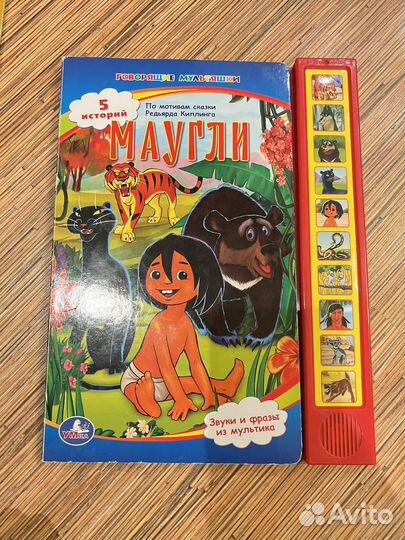 ГОВОРЯЩИЕ МУЛЬТЯШКИ
5
историй
По мотивам сказки
Редьярда Киплинга
МАУГЛИ
Звуки и фразы
из мультика
УМКА
Avito